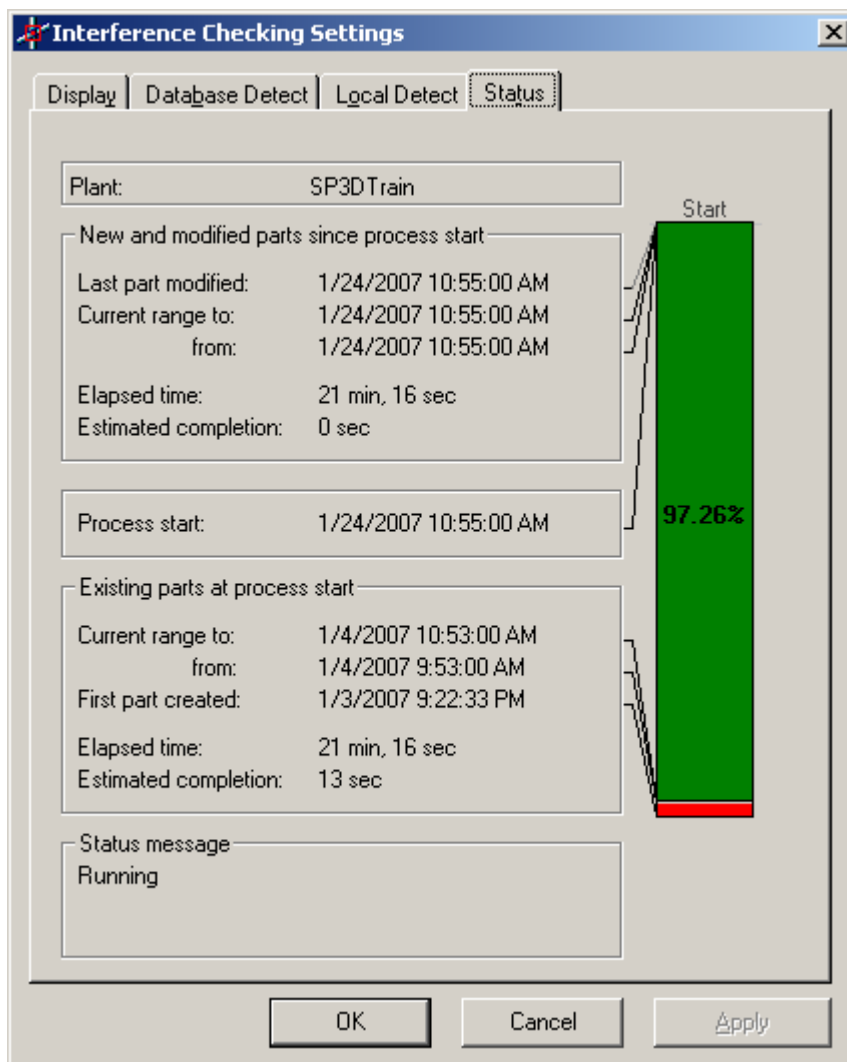 Interference Checking Settings
Display Database Detect Local Detect Status
Plant: SP3DTrain
Start
New and modified parts since process start
Last part modified: 1/24/2007 10:55:00 AM
Current range to: 1/24/2007 10:55:00 AM
from: 1/24/2007 10:55:00 AM
Elapsed time: 21 min, 16 sec
Estimated completion: 0 sec
Process start: 1/24/2007 10:55:00 AM
97.26%
Existing parts at process start
Current range to: 1/4/2007 10:53:00 AM
from: 1/4/2007 9:53:00 AM
First part created: 1/3/2007 9:22:33 PM
Elapsed time: 21 min, 16 sec
Estimated completion: 13 sec
Status message
Running
OK Cancel Apply